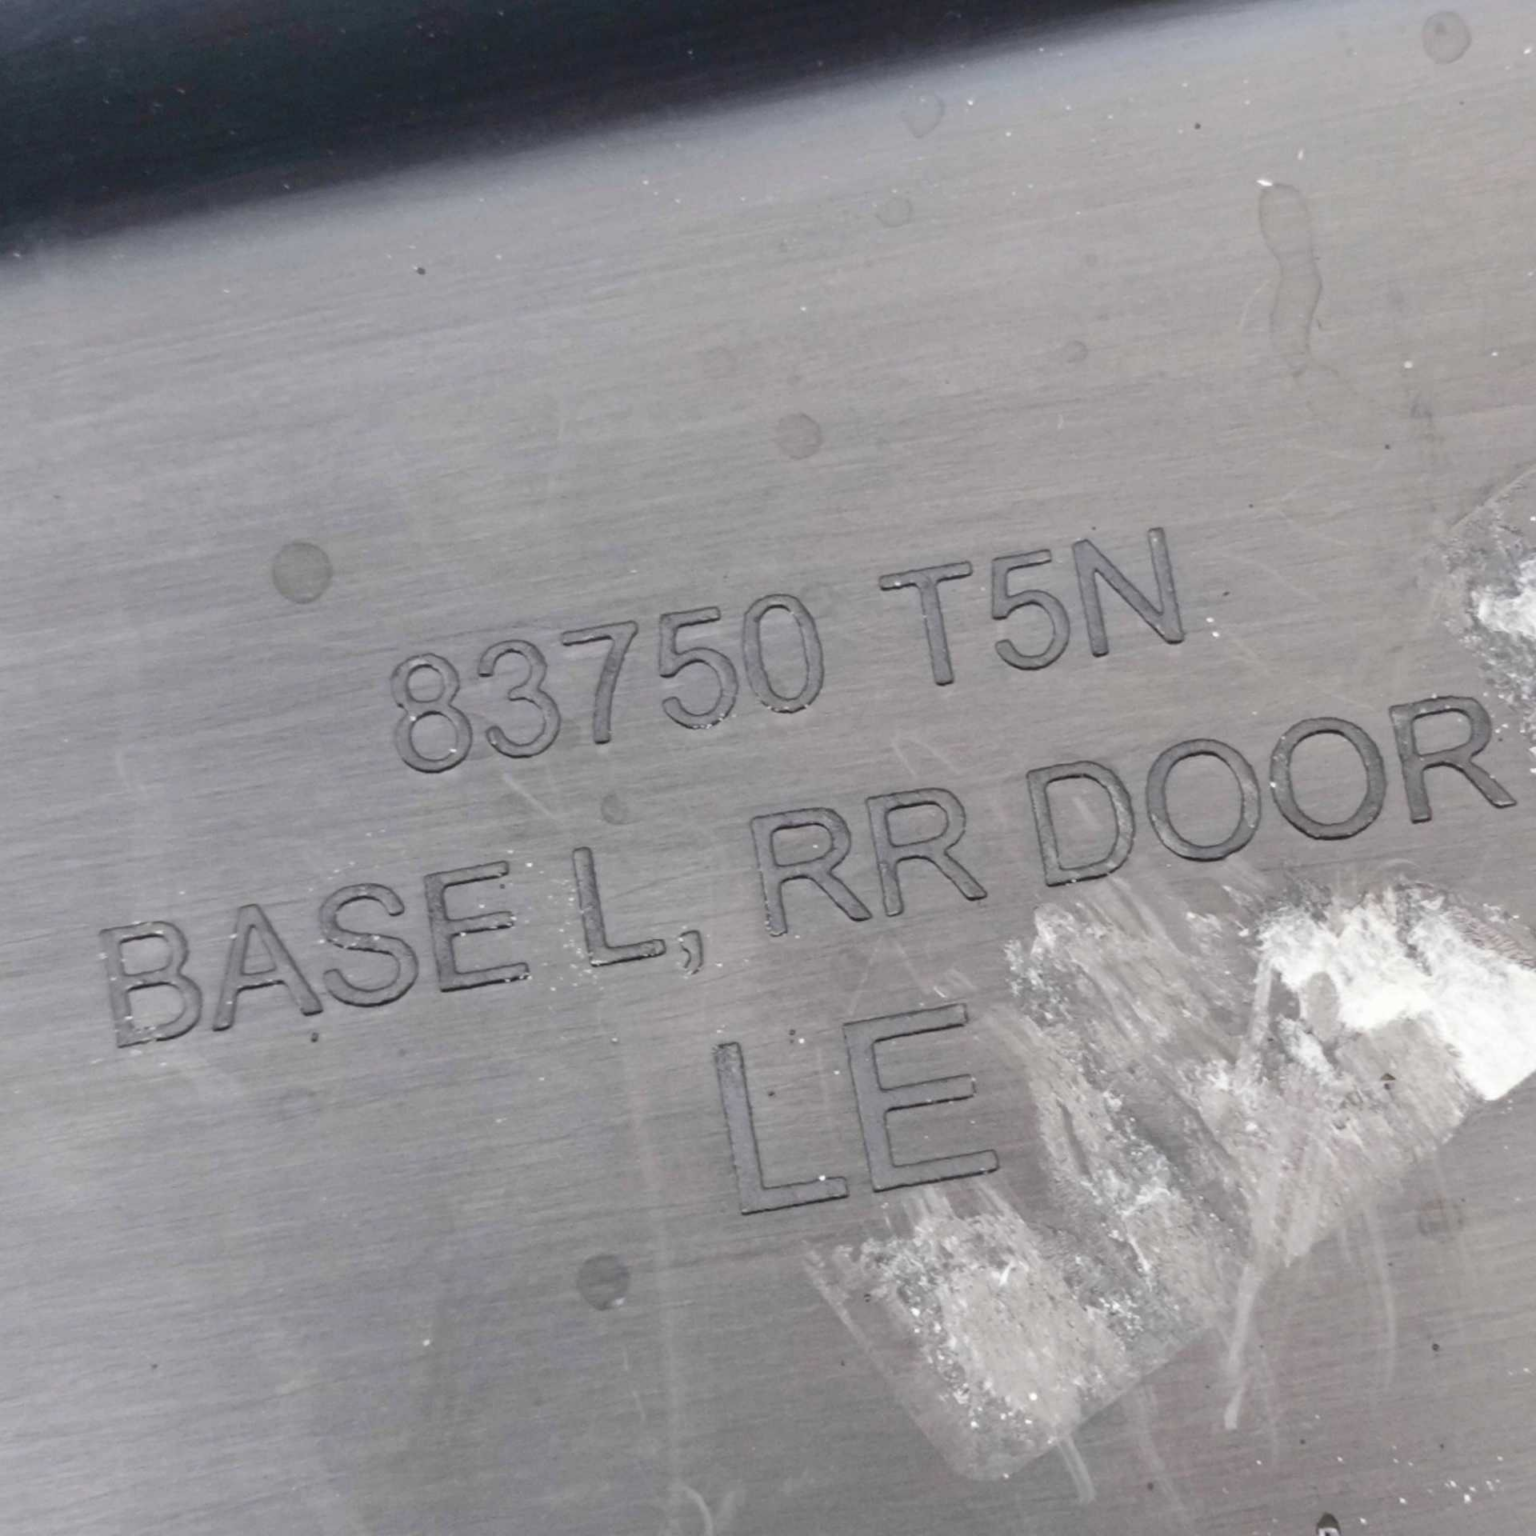 83750 T5N
BASE L, RR DOOR
LE